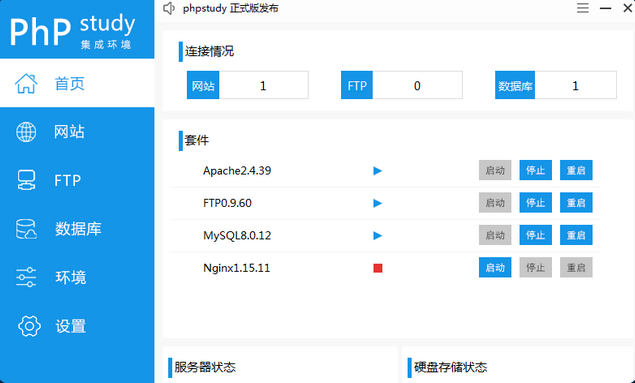 PhP study
集成环境
phpstudy 正式版发布
首页
网站
FTP
数据库
环境
设置
连接情况
网站 1 FTP 0 数据库 1
套件
Apache2.4.39 启动 停止 重启
FTP0.9.60 启动 停止 重启
MySQL8.0.12 启动 停止 重启
Nginx1.15.11 启动 停止 重启
服务器状态 硬盘存储状态